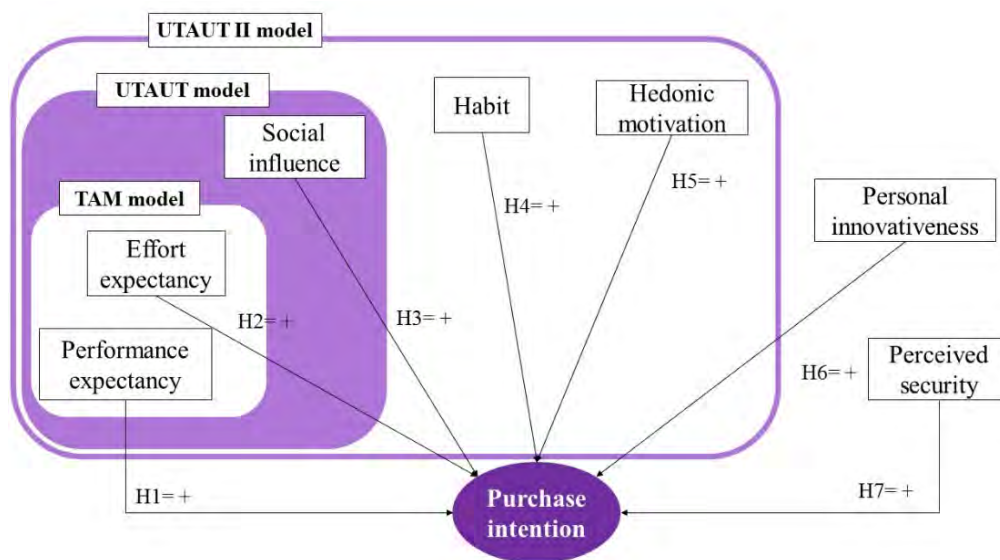 UTAUT II model
UTAUT model
Social
influence
Habit
Hedonic
motivation
TAM model
Effort
expectancy
Performance
expectancy
Personal
innovativeness
Perceived
security
H1= +
H2= +
H3= +
H4= +
H5= +
H6= +
H7= +
Purchase
intention